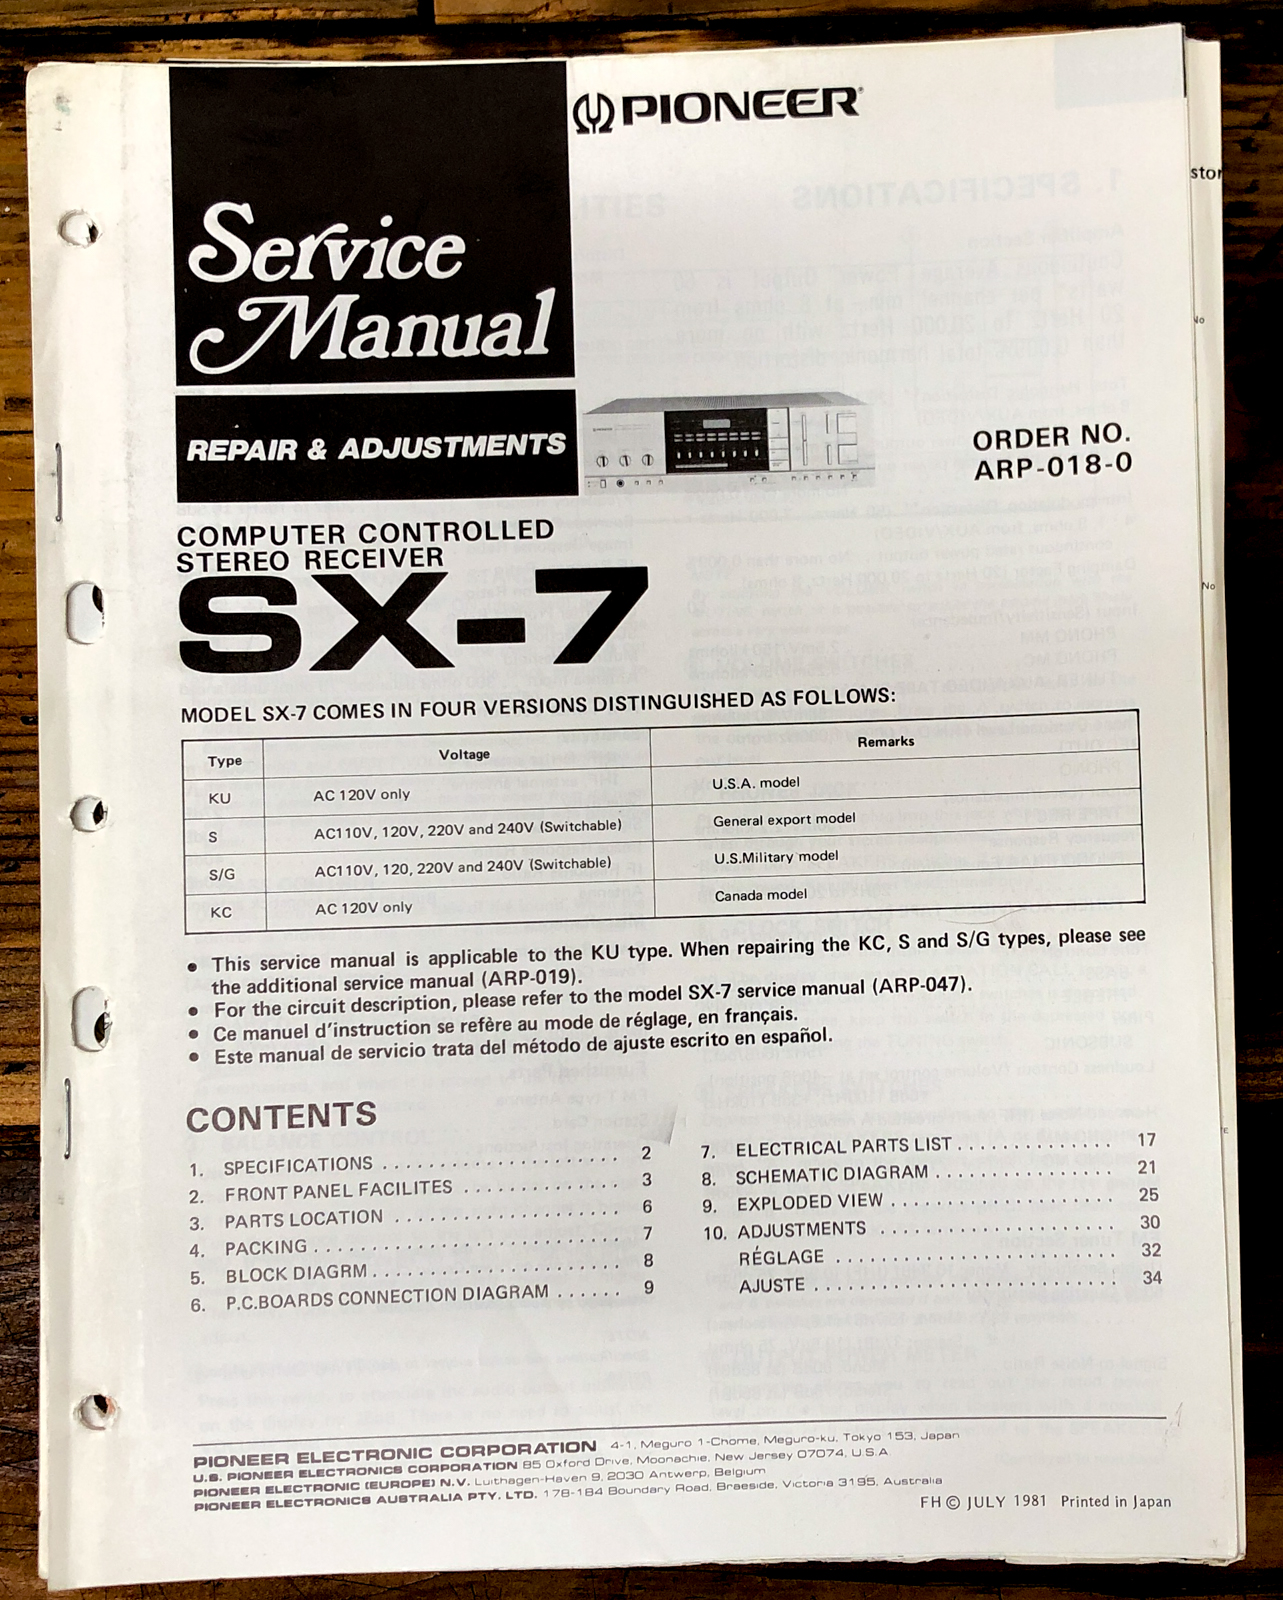 PIONEER®
Service
Manual
REPAIR & ADJUSTMENTS
ORDER NO.
ARP-018-0
COMPUTER CONTROLLED
STEREO RECEIVER
SX-7
MODEL SX-7 COMES IN FOUR VERSIONS DISTINGUISHED AS FOLLOWS:
Type Voltage Remarks
KU AC 120V only U.S.A. model
S AC110V, 120V, 220V and 240V (Switchable) General export model
S/G AC110V, 120, 220V and 240V (Switchable) U.S.Military model
KC AC 120V only Canada model
• This service manual is applicable to the KU type. When repairing the KC, S and S/G types, please see
the additional service manual (ARP-019).
• For the circuit description, please refer to the model SX-7 service manual (ARP-047).
• Ce manuel d'instruction se refère au mode de réglage, en français.
• Este manual de servicio trata del método de ajuste escrito en español.
CONTENTS
1. SPECIFICATIONS . . . . . . . . . . . . . . . . . . . . . 2
2. FRONT PANEL FACILITES . . . . . . . . . . . . . . 3
3. PARTS LOCATION . . . . . . . . . . . . . . . . . . . . 6
4. PACKING . . . . . . . . . . . . . . . . . . . . . . . . . . . 7
5. BLOCK DIAGRM . . . . . . . . . . . . . . . . . . . . . . 8
6. P.C.BOARDS CONNECTION DIAGRAM . . . . . . 9
7. ELECTRICAL PARTS LIST . . . . . . . . . . . . . . 17
8. SCHEMATIC DIAGRAM . . . . . . . . . . . . . . . . 21
9. EXPLODED VIEW . . . . . . . . . . . . . . . . . . . . 25
10. ADJUSTMENTS . . . . . . . . . . . . . . . . . . . . . 30
RÉGLAGE . . . . . . . . . . . . . . . . . . . . . . . . . 32
AJUSTE . . . . . . . . . . . . . . . . . . . . . . . . . . . 34
PIONEER ELECTRONIC CORPORATION 4-1, Meguro 1-Chome, Meguro-ku, Tokyo 153, Japan
U.S. PIONEER ELECTRONICS CORPORATION 85 Oxford Drive, Moonachie, New Jersey 07074, U.S.A.
PIONEER ELECTRONIC (EUROPE) N.V. Luithagen-Haven 9, 2030 Antwerp, Belgium
PIONEER ELECTRONICS AUSTRALIA PTY. LTD. 178-184 Boundary Road, Braeside, Victoria 3195, Australia
FH © JULY 1981 Printed in Japan
stor
No
No